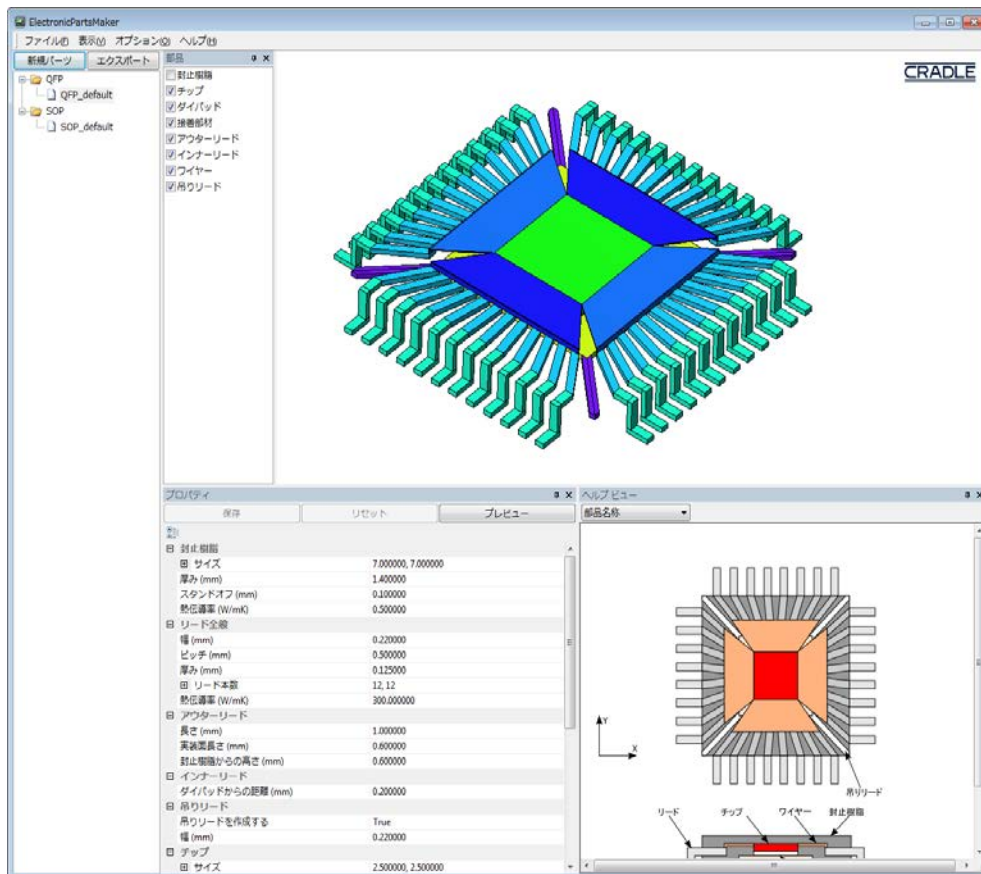 ElectronicPartsMaker
ファイル(F) 表示(V) オプション(O) ヘルプ(H)
新規パーツ エクスポート
QFP
QFP_default
SOP
SOP_default
部品
封止樹脂
チップ
ダイパッド
接着部材
アウターリード
インナーリード
ワイヤー
吊りリード
CRADLE
プロパティ
保存 リセット プレビュー
封止樹脂
サイズ 7.000000, 7.000000
厚み (mm) 1.400000
スタンドオフ (mm) 0.100000
熱伝導率 (W/mK) 0.500000
リード全般
幅 (mm) 0.220000
ピッチ (mm) 0.500000
厚み (mm) 0.125000
リード本数 12, 12
熱伝導率 (W/mK) 300.000000
アウターリード
長さ (mm) 1.000000
実装面長さ (mm) 0.600000
封止樹脂からの高さ (mm) 0.600000
インナーリード
ダイパッドからの距離 (mm) 0.200000
吊りリード
吊りリードを作成する True
幅 (mm) 0.220000
チップ
サイズ 2.500000, 2.500000
ヘルプ ビュー
部品名称
Y
X
吊りリード
リード チップ ワイヤー 封止樹脂